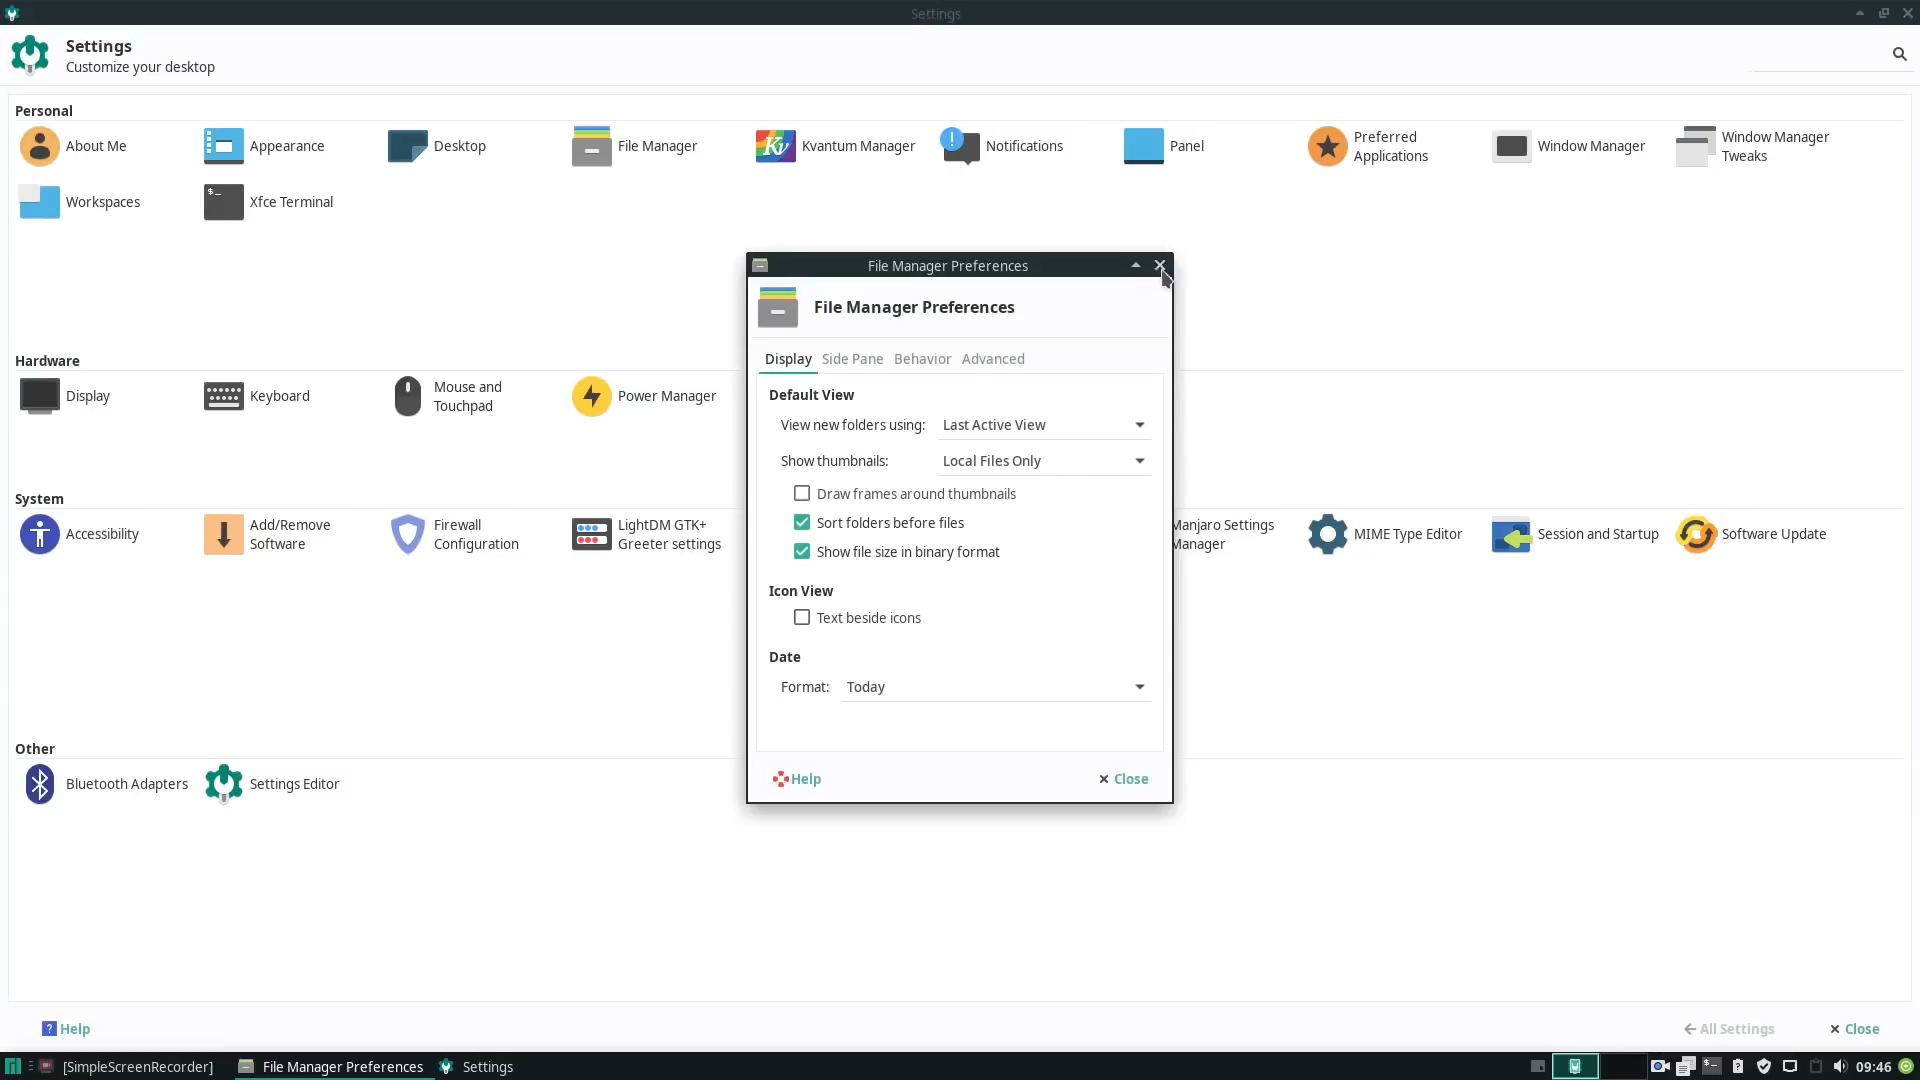 Settings
Settings
Customize your desktop
Personal
About Me
Appearance
Desktop
File Manager
Kv
Kvantum Manager
Notifications
Panel
Preferred
Applications
Window Manager
Window Manager
Tweaks
Workspaces
Xfce Terminal
File Manager Preferences
File Manager Preferences
Display
Side Pane
Behavior
Advanced
Default View
View new folders using:
Last Active View
Show thumbnails:
Local Files Only
Draw frames around thumbnails
Sort folders before files
Show file size in binary format
Icon View
Text beside icons
Date
Format:
Today
Help
Close
Hardware
Display
Keyboard
Mouse and
Touchpad
Power Manager
System
Accessibility
Add/Remove
Software
Firewall
Configuration
LightDM GTK+
Greeter settings
Manjaro Settings
Manager
MIME Type Editor
Session and Startup
Software Update
Other
Bluetooth Adapters
Settings Editor
Help
All Settings
Close
[SimpleScreenRecorder]
File Manager Preferences
Settings
09:46